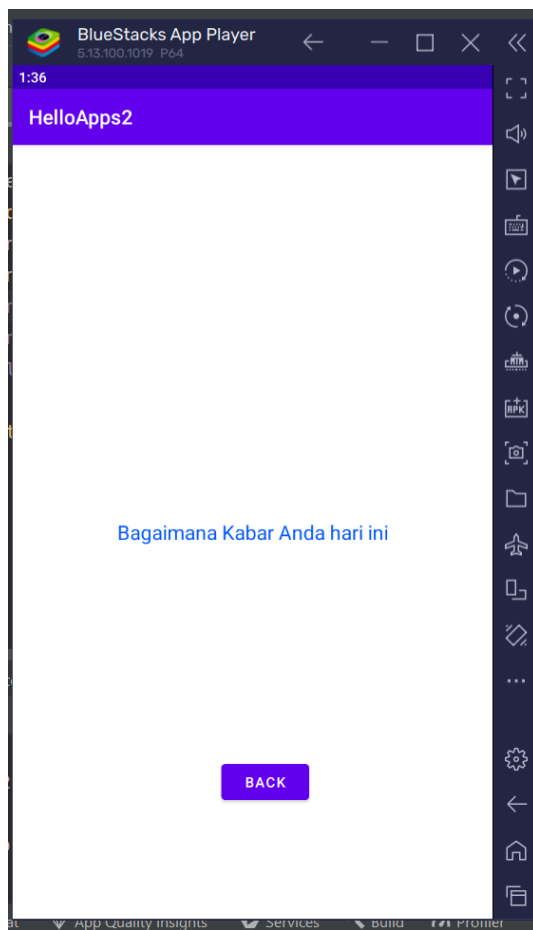 BlueStacks App Player
5.13.100.1019 P64
1:36
HelloApps2
Bagaimana Kabar Anda hari ini
BACK
App Quality Insights Services Build Profiler